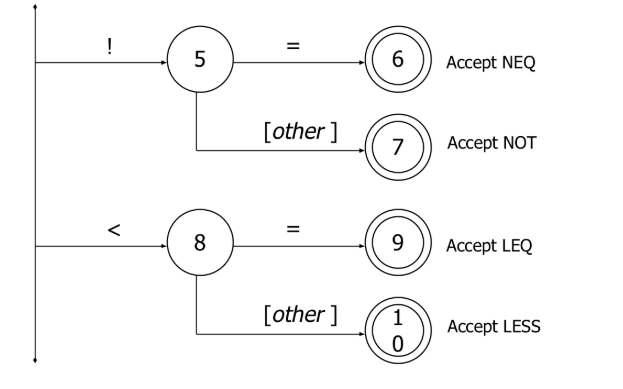 ! 5 = 6 Accept NEQ
[other ] 7 Accept NOT
< 8 = 9 Accept LEQ
[other ] 1 Accept LESS
0